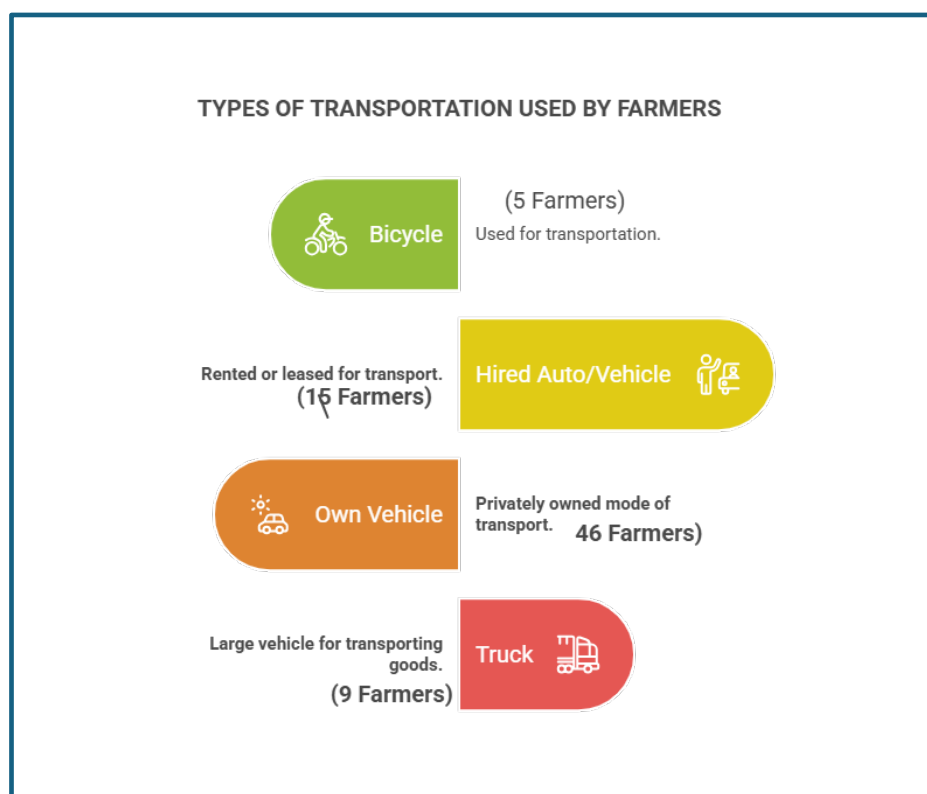 TYPES OF TRANSPORTATION USED BY FARMERS
Bicycle
(5 Farmers)
Used for transportation.
Rented or leased for transport.
(15 Farmers)
Hired Auto/Vehicle
Own Vehicle
Privately owned mode of
transport.
46 Farmers)
Large vehicle for transporting
goods.
(9 Farmers)
Truck